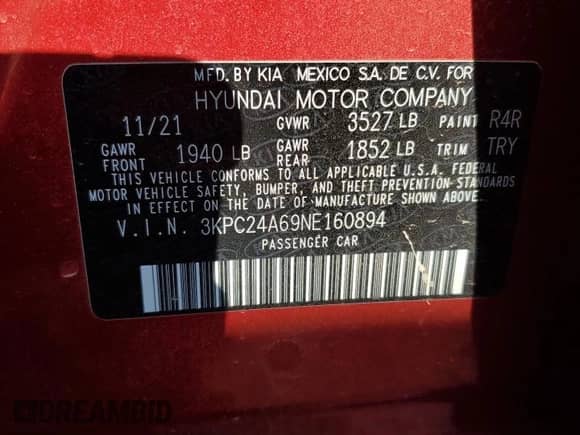 MFD. BY KIA MEXICO S.A. DE C.V. FOR
HYUNDAI MOTOR COMPANY
11/21 GVWR 3527 LB PAINT R4R
GAWR FRONT 1940 LB GAWR REAR 1852 LB TRIM TRY
THIS VEHICLE CONFORMS TO ALL APPLICABLE U.S.A. FEDERAL
MOTOR VEHICLE SAFETY, BUMPER, AND THEFT PREVENTION STANDARDS
IN EFFECT ON THE DATE OF MANUFACTURE SHOWN ABOVE.
V.I.N. 3KPC24A69NE160894
PASSENGER CAR
DREAMBID